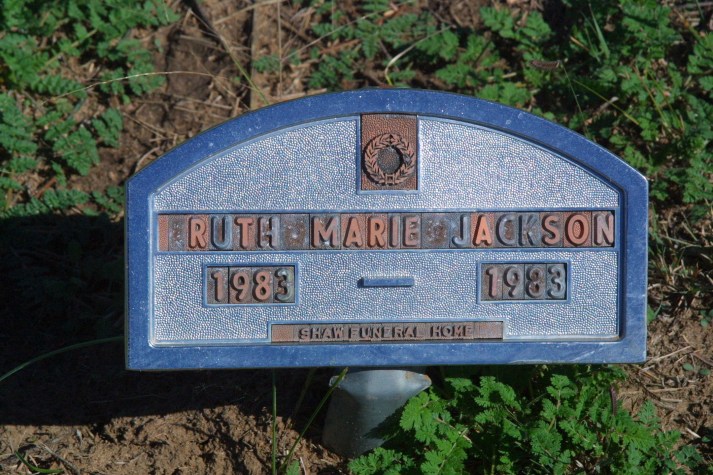 RUTH MARIE JACKSON
1983 — 1983
SHAW FUNERAL HOME